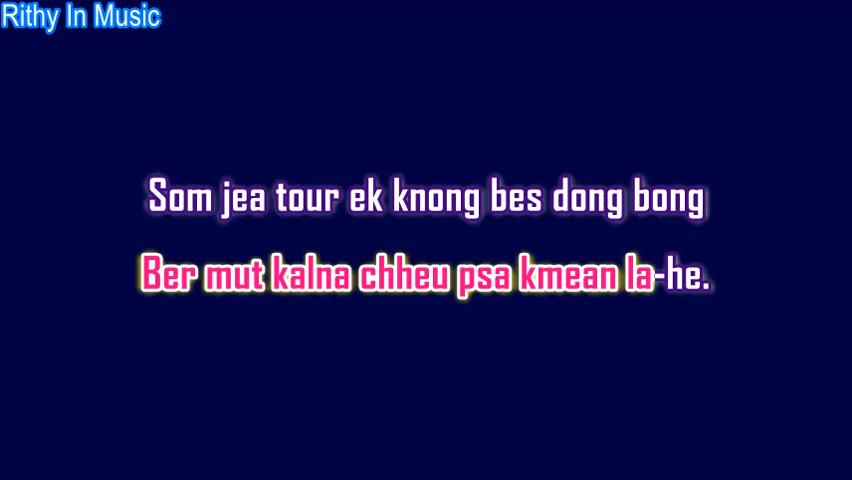 Rithy In Music
Som jea tour ek knong bes dong bong
Ber mut kalna chheu psa kmean la-he.